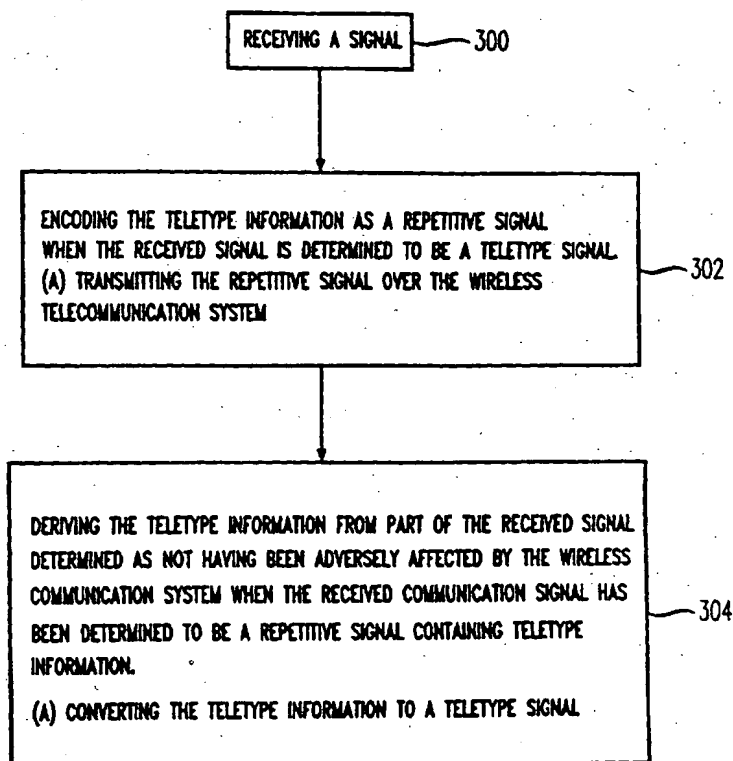 RECEIVING A SIGNAL 300
ENCODING THE TELETYPE INFORMATION AS A REPETITIVE SIGNAL
WHEN THE RECEIVED SIGNAL IS DETERMINED TO BE A TELETYPE SIGNAL.
(A) TRANSMITTING THE REPETITIVE SIGNAL OVER THE WIRELESS
TELECOMMUNICATION SYSTEM
302
DERIVING THE TELETYPE INFORMATION FROM PART OF THE RECEIVED SIGNAL
DETERMINED AS NOT HAVING BEEN ADVERSELY AFFECTED BY THE WIRELESS
COMMUNICATION SYSTEM WHEN THE RECEIVED COMMUNICATION SIGNAL HAS
BEEN DETERMINED TO BE A REPETITIVE SIGNAL CONTAINING TELETYPE
INFORMATION.
304
(A) CONVERTING THE TELETYPE INFORMATION TO A TELETYPE SIGNAL